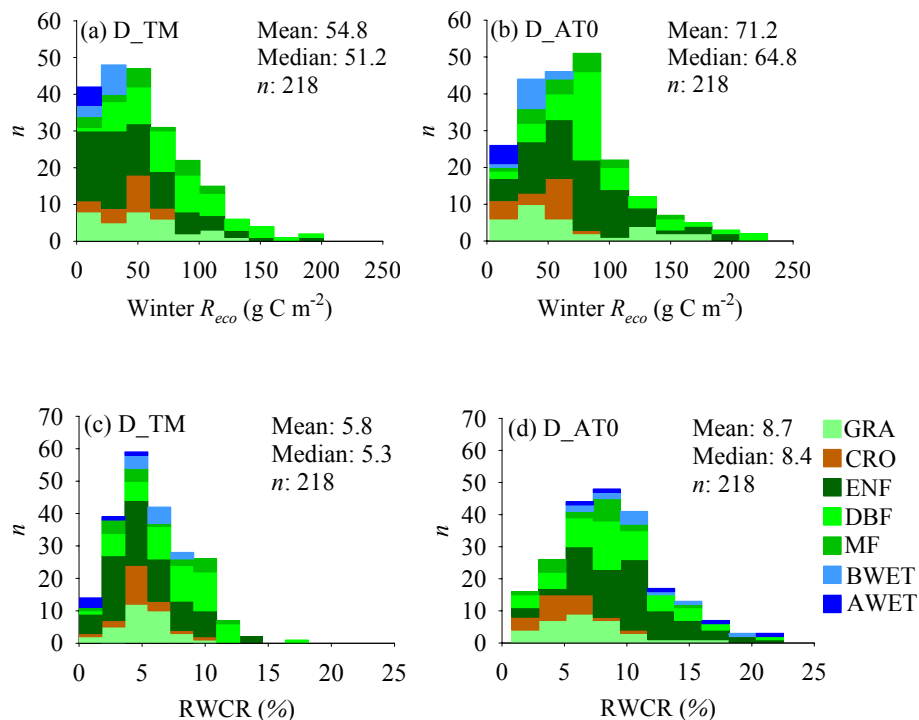 (a) D_TM
Mean: 54.8
Median: 51.2
n: 218
60
50
40
30
20
10
0
n
0 50 100 150 200 250
Winter R_eco (g C m⁻²)
(b) D_AT0
Mean: 71.2
Median: 64.8
n: 218
60
50
40
30
20
10
0
n
0 50 100 150 200 250
Winter R_eco (g C m⁻²)
(c) D_TM
Mean: 5.8
Median: 5.3
n: 218
70
60
50
40
30
20
10
0
n
0 5 10 15 20 25
RWCR (%)
(d) D_AT0
Mean: 8.7
Median: 8.4
n: 218
70
60
50
40
30
20
10
0
n
0 5 10 15 20 25
RWCR (%)
GRA
CRO
ENF
DBF
MF
BWET
AWET